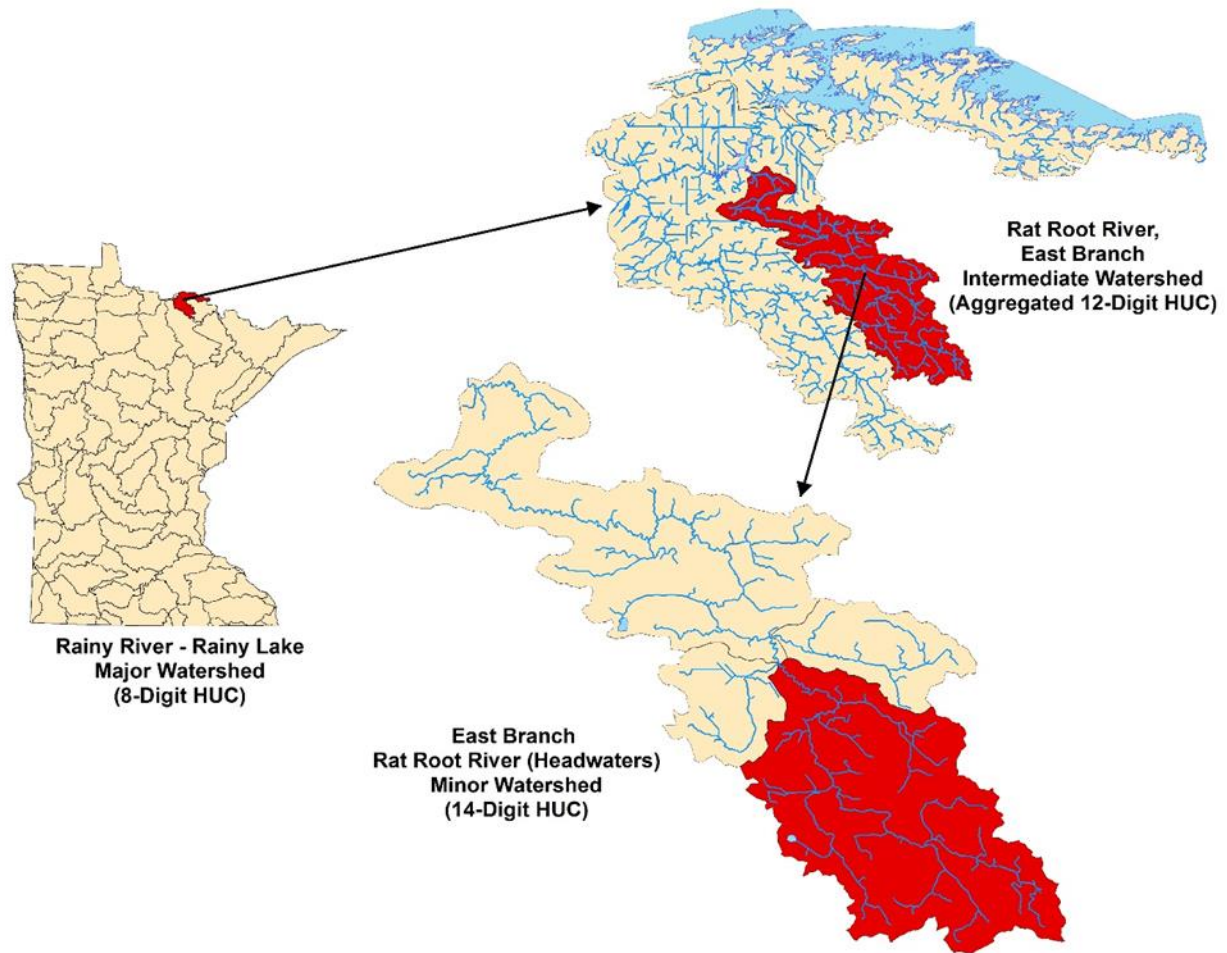 Rat Root River,
East Branch
Intermediate Watershed
(Aggregated 12-Digit HUC)
Rainy River - Rainy Lake
Major Watershed
(8-Digit HUC)
East Branch
Rat Root River (Headwaters)
Minor Watershed
(14-Digit HUC)